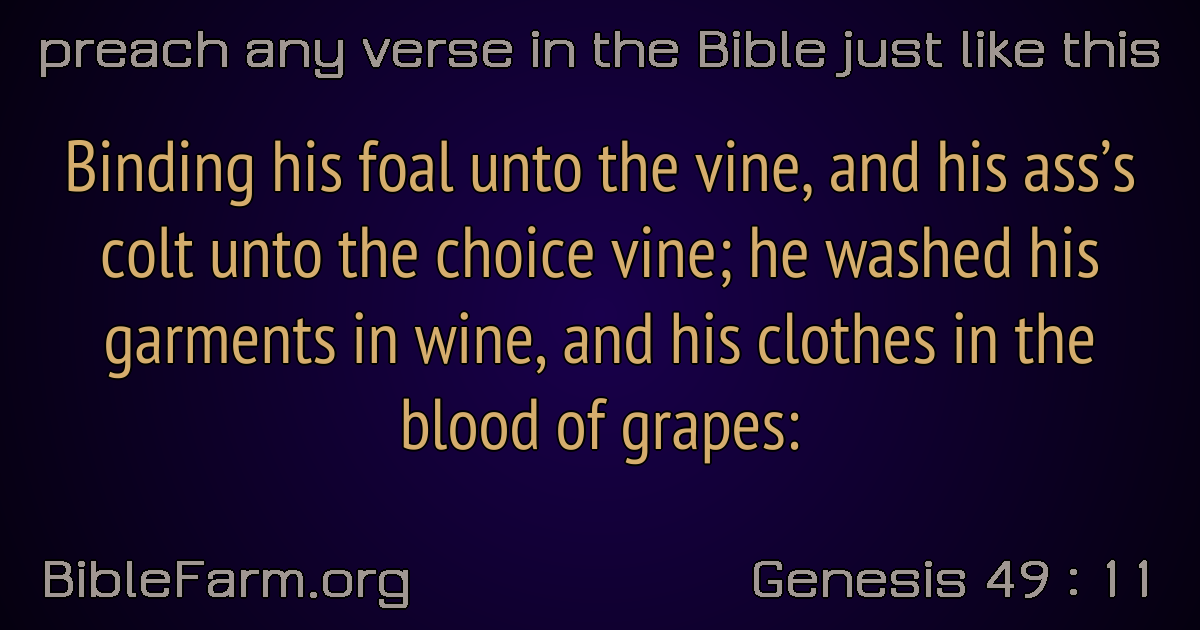 preach any verse in the Bible just like this
Binding his foal unto the vine, and his ass’s
colt unto the choice vine; he washed his
garments in wine, and his clothes in the
blood of grapes:
BibleFarm.org
Genesis 49 : 11